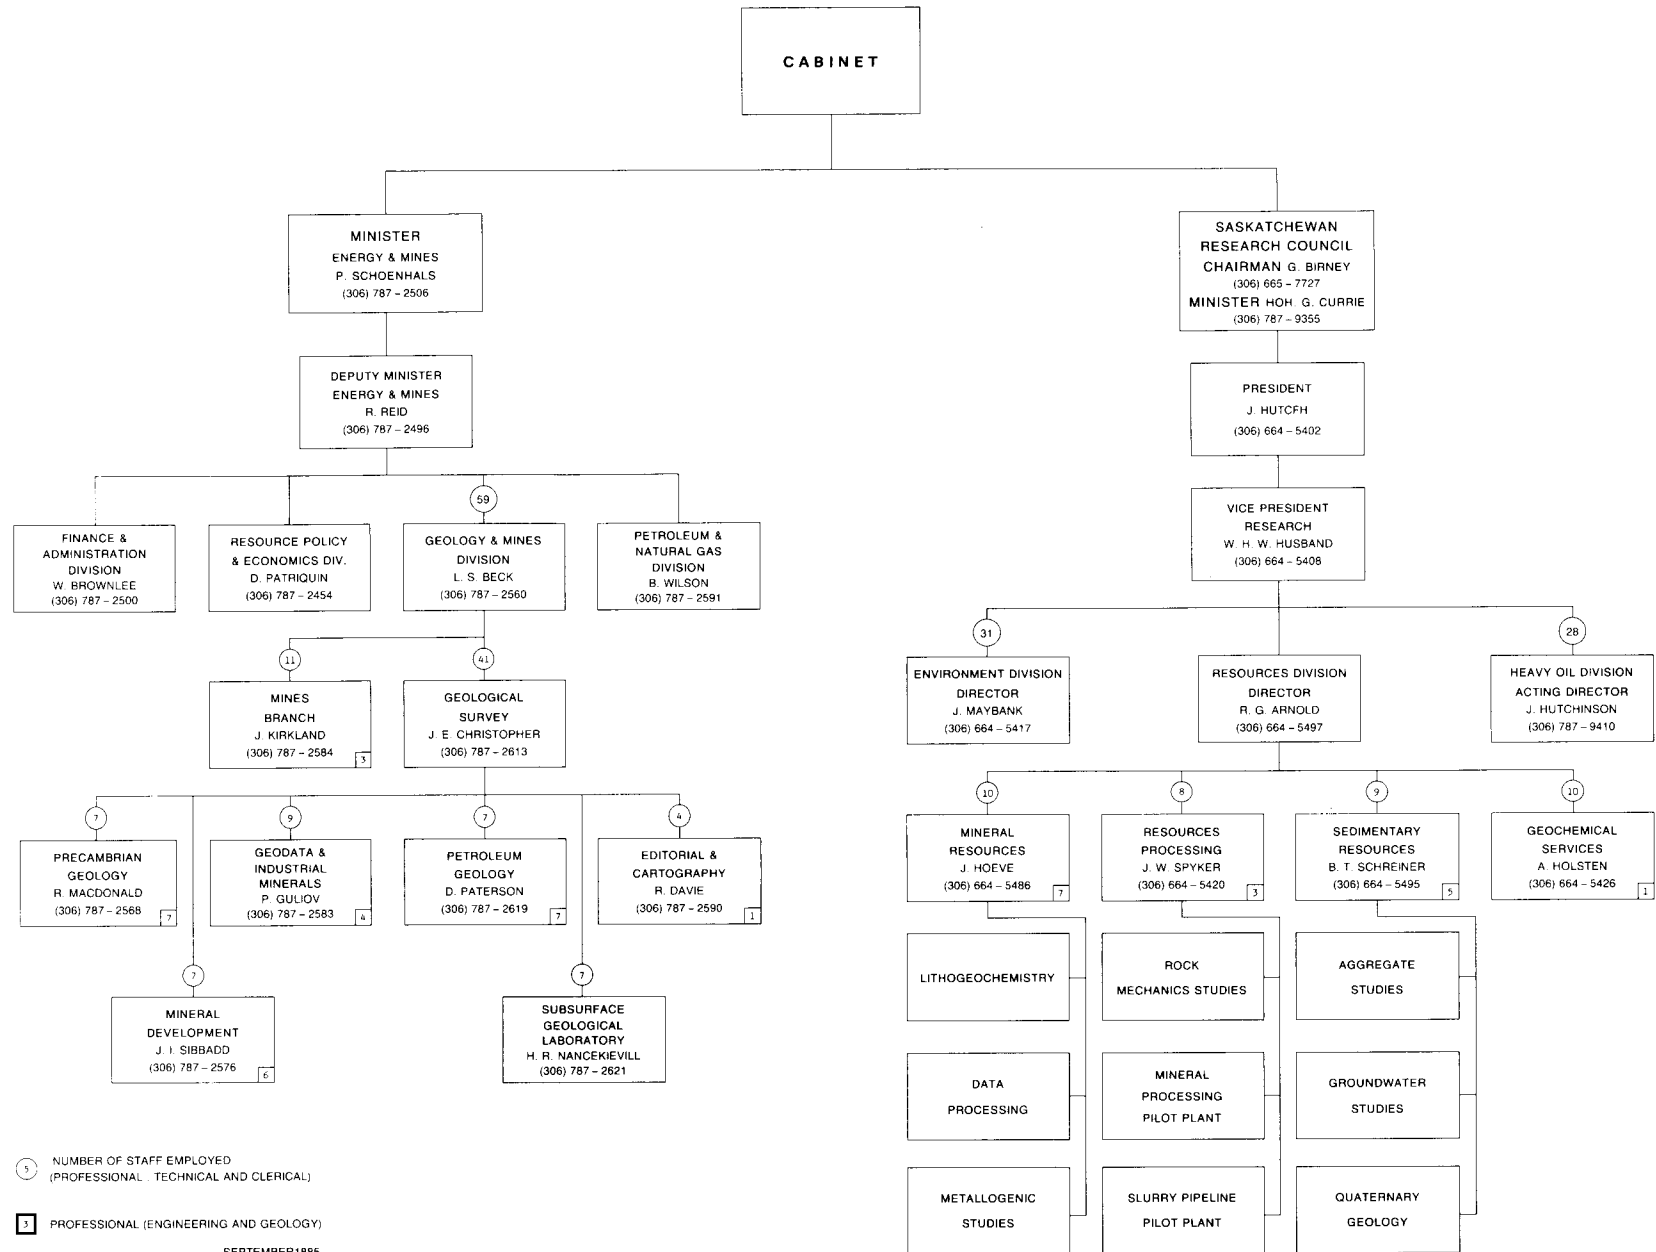 CABINET
MINISTER
ENERGY & MINES
P. SCHOENHALS
(306) 787 – 2506
SASKATCHEWAN
RESEARCH COUNCIL
CHAIRMAN G. BIRNEY
(306) 665 – 7727
MINISTER HOH. G. CURRIE
(306) 787 – 9355
DEPUTY MINISTER
ENERGY & MINES
R. REID
(306) 787 – 2496
PRESIDENT
J. HUTCFH
(306) 664 – 5402
VICE PRESIDENT
RESEARCH
W. H. W. HUSBAND
(306) 664 – 5408
59
FINANCE &
ADMINISTRATION
DIVISION
W. BROWNLEE
(306) 787 – 2500
RESOURCE POLICY
& ECONOMICS DIV.
D. PATRIQUIN
(306) 787 – 2454
GEOLOGY & MINES
DIVISION
L. S. BECK
(306) 787 – 2560
PETROLEUM &
NATURAL GAS
DIVISION
B. WILSON
(306) 787 – 2591
11
MINES
BRANCH
J. KIRKLAND
(306) 787 – 2584
3
41
GEOLOGICAL
SURVEY
J. E. CHRISTOPHER
(306) 787 – 2613
31
ENVIRONMENT DIVISION
DIRECTOR
J. MAYBANK
(306) 664 – 5417
RESOURCES DIVISION
DIRECTOR
R. G. ARNOLD
(306) 664 – 5497
28
HEAVY OIL DIVISION
ACTING DIRECTOR
J. HUTCHINSON
(306) 787 – 9410
7
PRECAMBRIAN
GEOLOGY
R. MACDONALD
(306) 787 – 2568
7
9
GEODATA &
INDUSTRIAL
MINERALS
P. GULIOV
(306) 787 – 2583
4
7
PETROLEUM
GEOLOGY
D. PATERSON
(306) 787 – 2619
7
4
EDITORIAL &
CARTOGRAPHY
R. DAVIE
(306) 787 – 2590
1
7
MINERAL
DEVELOPMENT
J. I. SIBBADD
(306) 787 – 2576
6
7
SUBSURFACE
GEOLOGICAL
LABORATORY
H. R. NANCEKIEVILL
(306) 787 – 2621
10
MINERAL
RESOURCES
J. HOEVE
(306) 664 – 5486
7
8
RESOURCES
PROCESSING
J. W. SPYKER
(306) 664 – 5420
3
9
SEDIMENTARY
RESOURCES
B. T. SCHREINER
(306) 664 – 5495
5
10
GEOCHEMICAL
SERVICES
A. HOLSTEN
(306) 664 – 5426
1
LITHOGEOCHEMISTRY
DATA
PROCESSING
METALLOGENIC
STUDIES
ROCK
MECHANICS STUDIES
MINERAL
PROCESSING
PILOT PLANT
SLURRY PIPELINE
PILOT PLANT
AGGREGATE
STUDIES
GROUNDWATER
STUDIES
QUATERNARY
GEOLOGY
5 NUMBER OF STAFF EMPLOYED
(PROFESSIONAL . TECHNICAL AND CLERICAL)
3 PROFESSIONAL (ENGINEERING AND GEOLOGY)